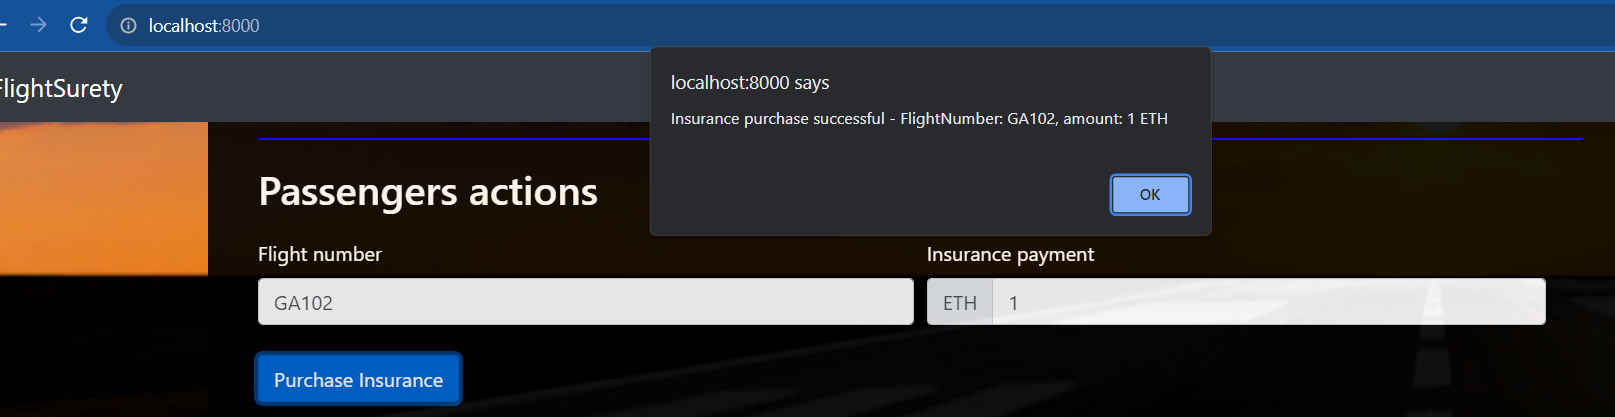 localhost:8000
FlightSurety
localhost:8000 says
Insurance purchase successful - FlightNumber: GA102, amount: 1 ETH
OK
Passengers actions
Flight number
Insurance payment
GA102
ETH 1
Purchase Insurance